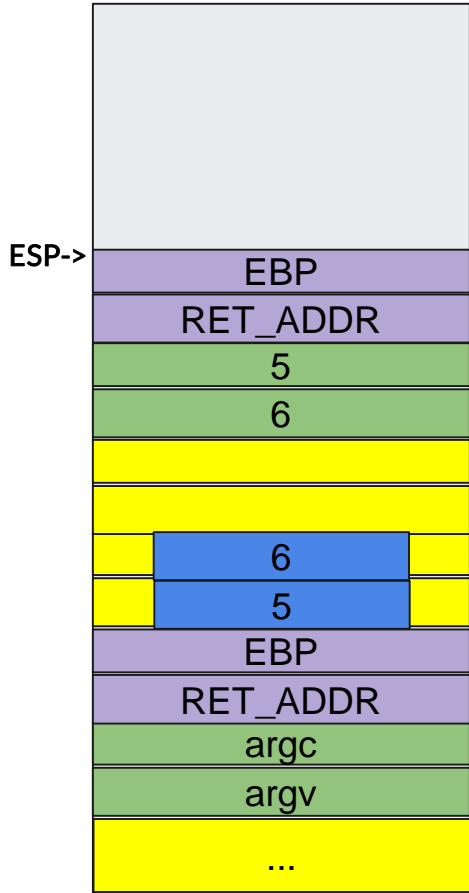 ESP->
EBP
RET_ADDR
5
6
6
5
EBP
RET_ADDR
argc
argv
...